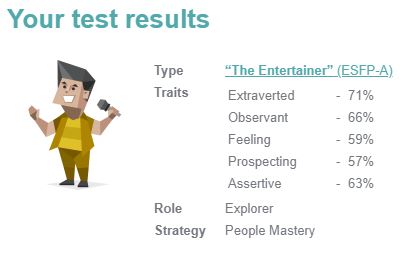 Your test results
Type “The Entertainer” (ESFP-A)
Traits Extraverted - 71%
Observant - 66%
Feeling - 59%
Prospecting - 57%
Assertive - 63%
Role Explorer
Strategy People Mastery